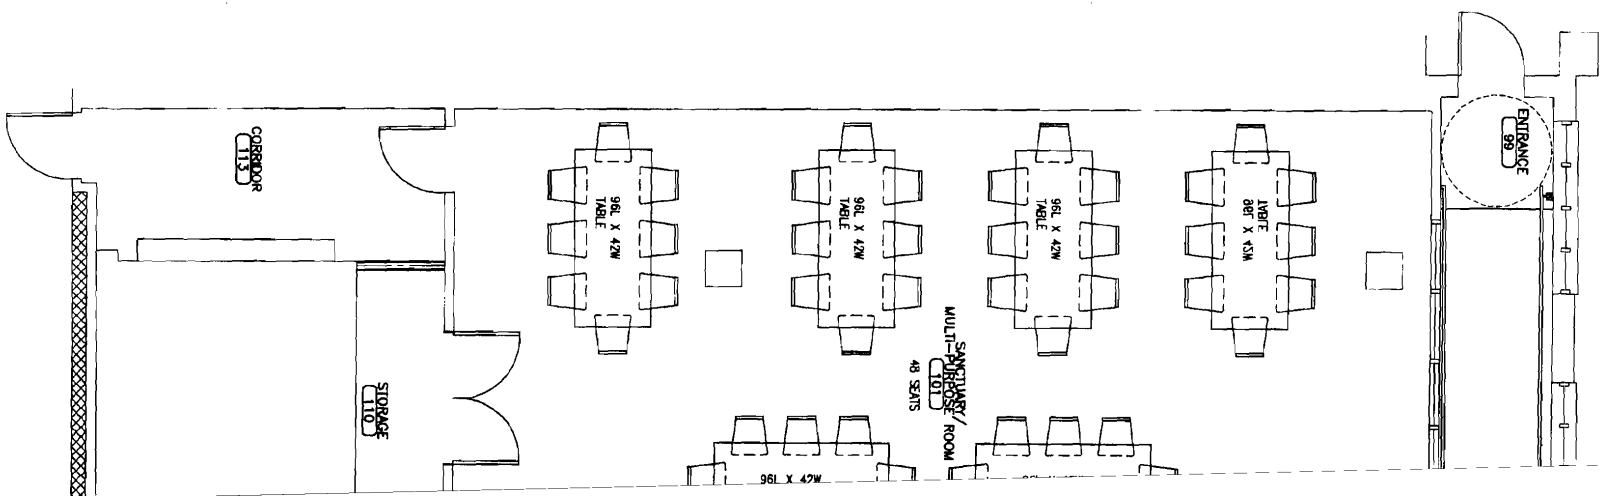 CORRIDOR
113
96L X 42W
TABLE
96L X 42W
TABLE
96L X 42W
TABLE
96L X 42W
TABLE
ENTRANCE
99
SANCTUARY/
MULTI-PURPOSE ROOM
101
48 SEATS
STORAGE
110
96L X 42W